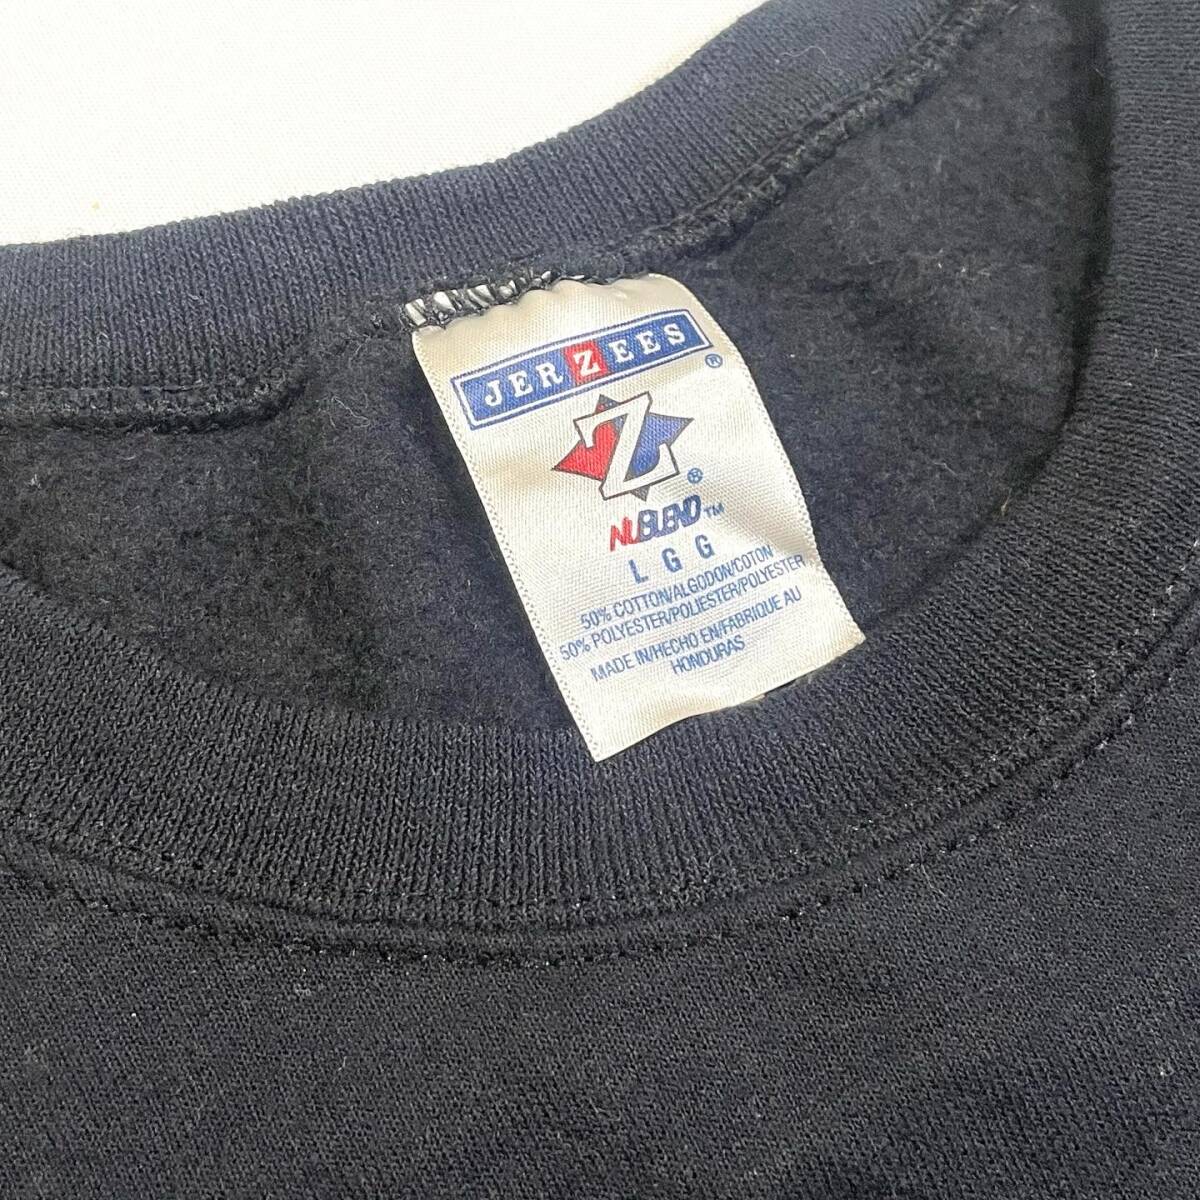 JERZEES ®
Z ®
NUBLEND™
L G G
50% COTTON/ALGODON/COTON
50% POLYESTER/POLIESTER/POLYESTER
MADE IN/HECHO EN/FABRIQUE AU
HONDURAS